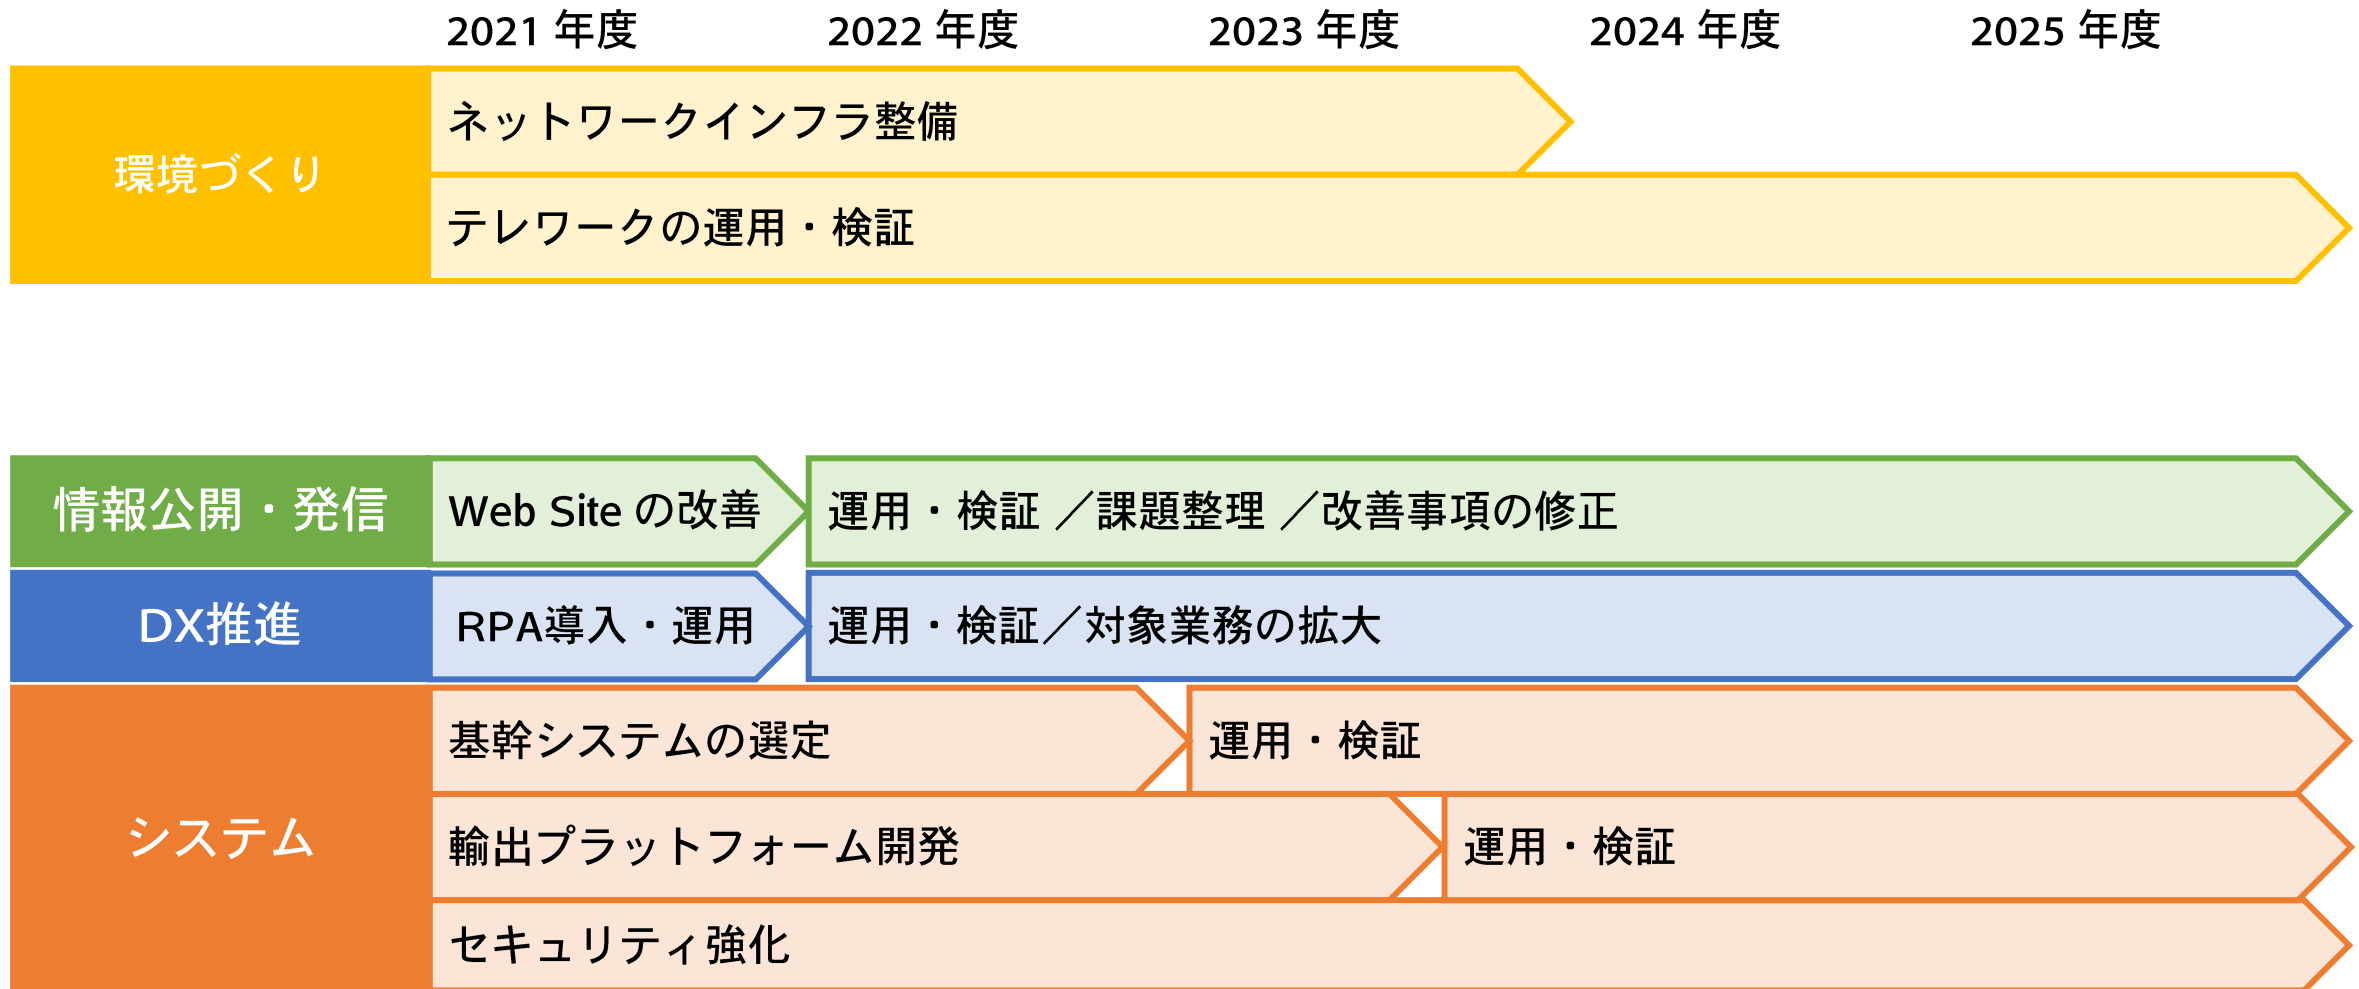 2021 年度 2022 年度 2023 年度 2024 年度 2025 年度
環境づくり
ネットワークインフラ整備
テレワークの運用・検証
情報公開・発信
Web Site の改善
運用・検証 ／課題整理 ／改善事項の修正
DX推進
RPA導入・運用
運用・検証／対象業務の拡大
システム
基幹システムの選定
運用・検証
輸出プラットフォーム開発
運用・検証
セキュリティ強化